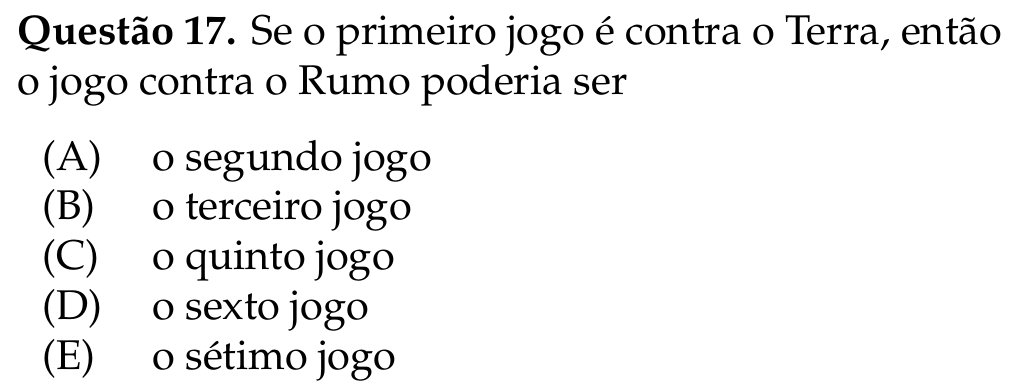 Questão 17. Se o primeiro jogo é contra o Terra, então
o jogo contra o Rumo poderia ser
(A) o segundo jogo
(B) o terceiro jogo
(C) o quinto jogo
(D) o sexto jogo
(E) o sétimo jogo